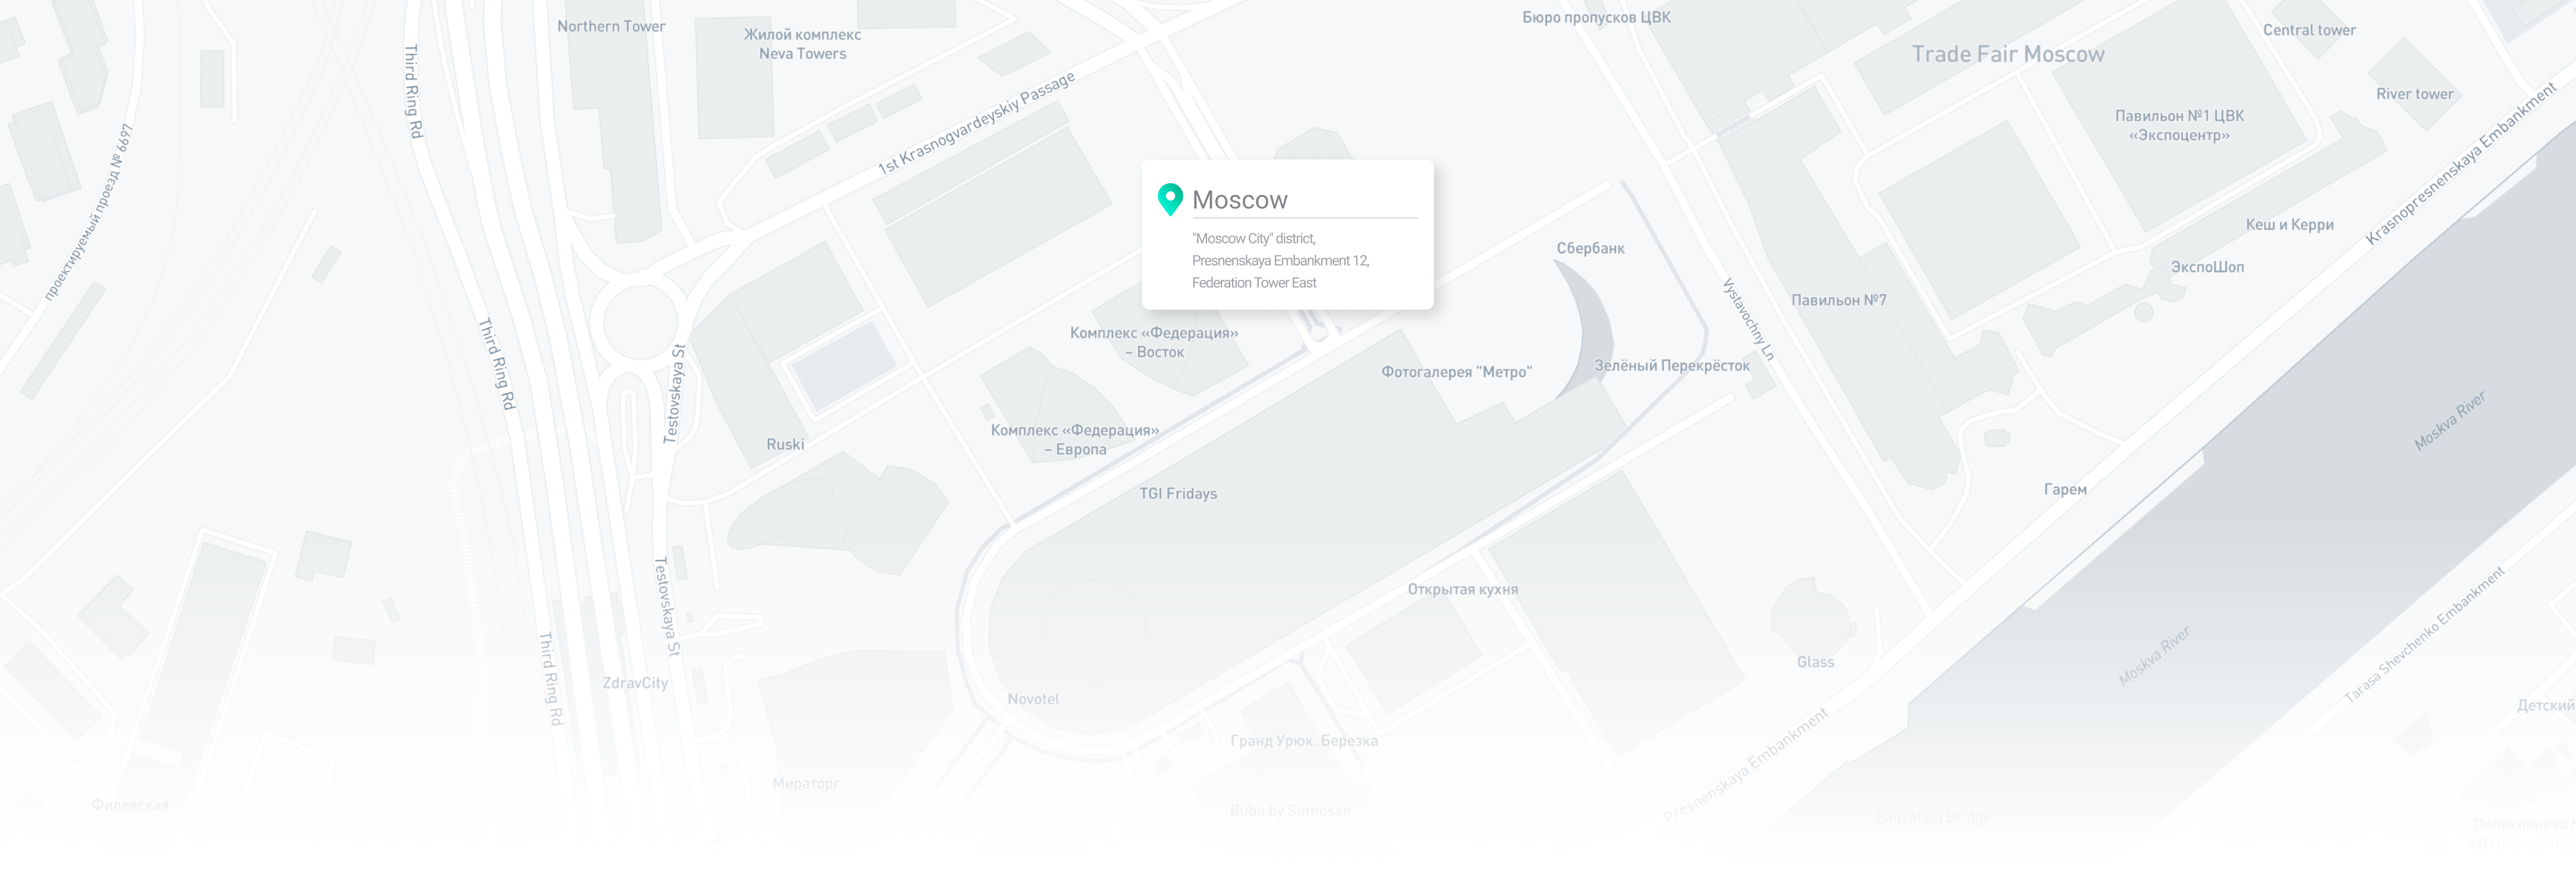 Northern Tower
Жилой комплекс
Neva Towers
Бюро пропусков ЦВК
Trade Fair Moscow
Central tower
River tower
Third Ring Rd
1st Krasnogvardeyskiy Passage
Павильон №1 ЦВК
«Экспоцентр»
Krasnopresnenskaya Embankment
проектируемый проезд № 6697
Moscow
"Moscow City" district,
Presnenskaya Embankment 12,
Federation Tower East
Кеш и Керри
Сбербанк
ЭкспоШоп
Павильон №7
Vystavochny Ln
Third Ring Rd
Testovskaya St
Комплекс «Федерация»
– Восток
Фотогалерея "Метро"
Зелёный Перекрёсток
Moskva River
Ruski
Комплекс «Федерация»
– Европа
TGI Fridays
Гарем
Открытая кухня
Testovskaya St
Third Ring Rd
ZdravCity
Glass
Moskva River
Tarasa Shevchenko Embankment
Novotel
Детский
Гранд Урюк. Березка
Presnenskaya Embankment
Мираторг
Филёвская
Buba by Sumosan
Bagration Bridge
Поликлиника